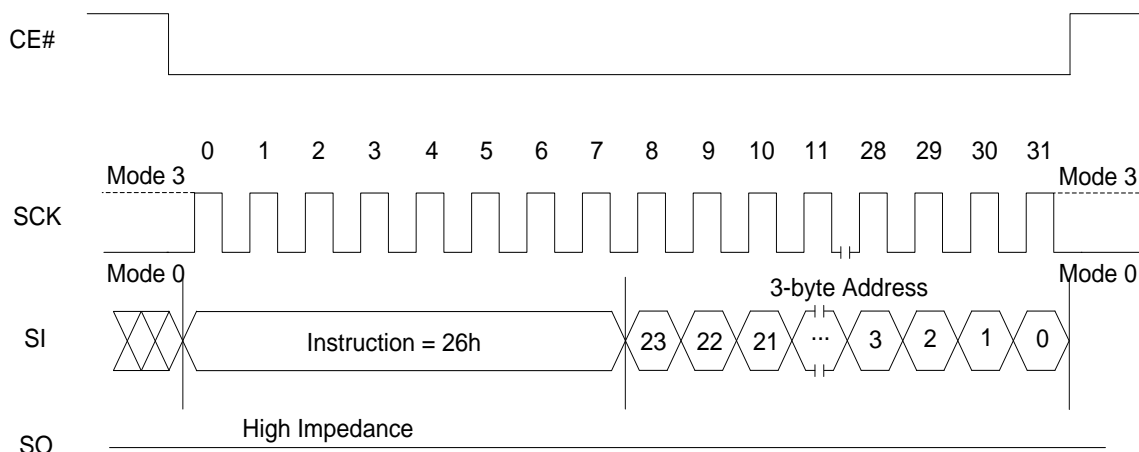 CE#
0 1 2 3 4 5 6 7 8 9 10 11 28 29 30 31
Mode 3 Mode 3
SCK
Mode 0 Mode 0
3-byte Address
SI Instruction = 26h 23 22 21 ... 3 2 1 0
High Impedance
SO